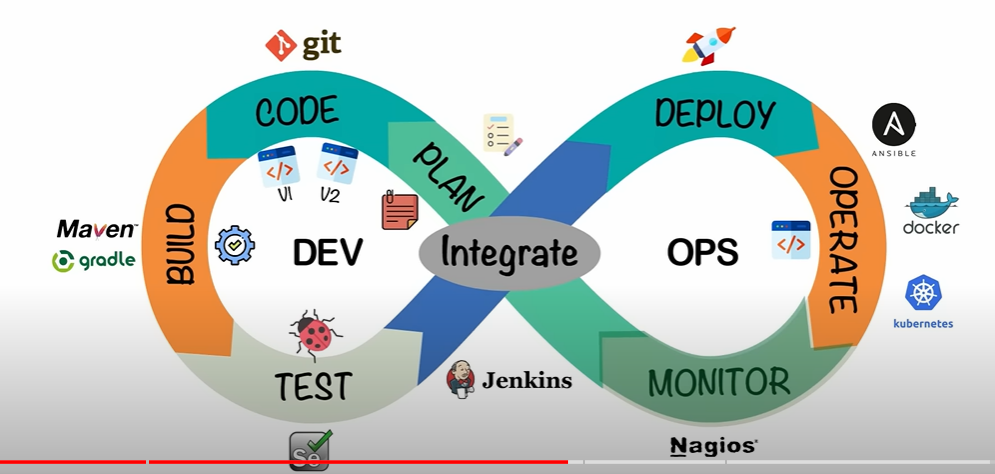 git
CODE
DEPLOY
PLAN
ANSIBLE
V1
V2
OPERATE
Maven™
gradle
BUILD
DEV
Integrate
OPS
docker
kubernetes
TEST
Jenkins
MONITOR
Nagios®
Se